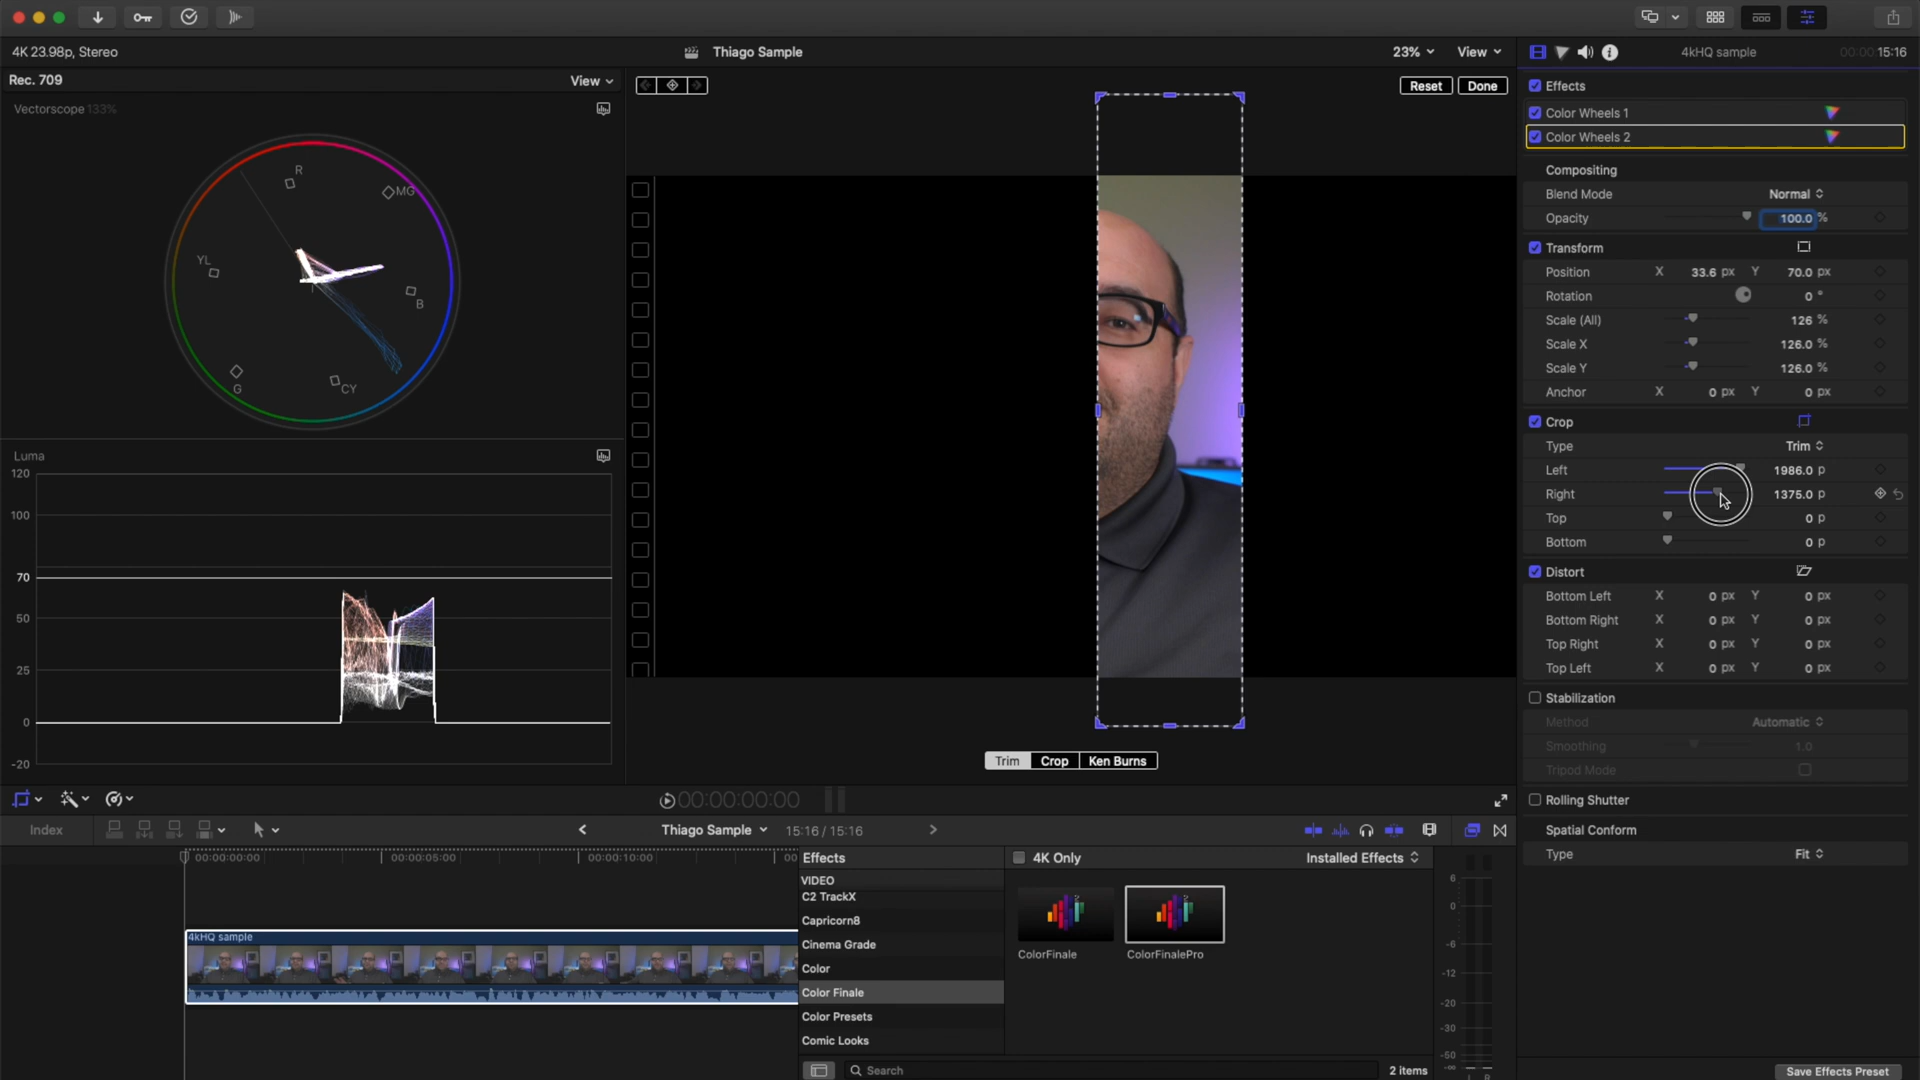 4K 23.98p, Stereo
Thiago Sample
23%
View
4kHQ sample
00:00:15:16
Rec. 709
View
Reset
Done
Effects
Vectorscope 133%
Color Wheels 1
Color Wheels 2
R
MG
YL
B
G
CY
Compositing
Blend Mode
Normal
Opacity
100.0 %
Transform
Position X 33.6 px Y 70.0 px
Rotation 0 °
Scale (All) 126 %
Scale X 126.0 %
Scale Y 126.0 %
Anchor X 0 px Y 0 px
Crop
Type Trim
Left 1986.0 p
Right 1375.0 p
Top 0 p
Bottom 0 p
Luma
120
100
70
50
25
0
-20
Distort
Bottom Left X 0 px Y 0 px
Bottom Right X 0 px Y 0 px
Top Right X 0 px Y 0 px
Top Left X 0 px Y 0 px
Stabilization
Method Automatic
Smoothing 1.0
Tripod Mode
Rolling Shutter
Spatial Conform
Type Fit
Trim
Crop
Ken Burns
00:00:00:00
Index
Thiago Sample
15:16 / 15:16
00:00:00:00
00:00:05:00
00:00:10:00
00
4kHQ sample
Effects
4K Only
Installed Effects
VIDEO
C2 TrackX
Capricorn8
Cinema Grade
Color
Color Finale
Color Presets
Comic Looks
ColorFinale
ColorFinalePro
Search
2 items
6
0
-6
-12
-20
-30
-50
-∞
L R
Save Effects Preset